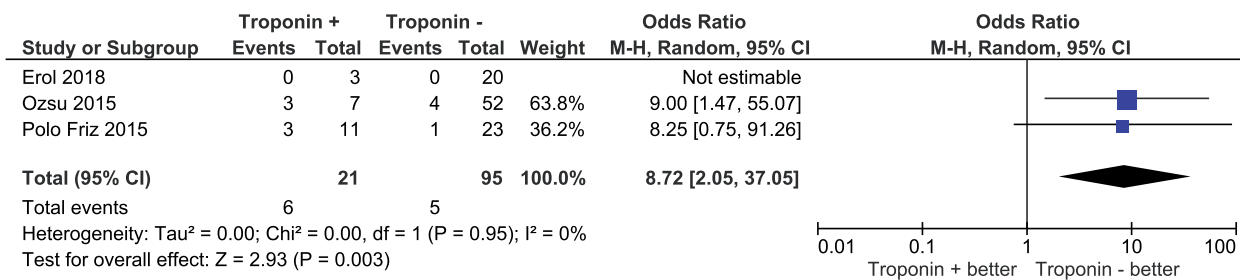 Troponin + Troponin - Odds Ratio Odds Ratio
Study or Subgroup Events Total Events Total Weight M-H, Random, 95% CI M-H, Random, 95% CI
Erol 2018 0 3 0 20 Not estimable
Ozsu 2015 3 7 4 52 63.8% 9.00 [1.47, 55.07]
Polo Friz 2015 3 11 1 23 36.2% 8.25 [0.75, 91.26]
Total (95% CI) 21 95 100.0% 8.72 [2.05, 37.05]
Total events 6 5
Heterogeneity: Tau² = 0.00; Chi² = 0.00, df = 1 (P = 0.95); I² = 0%
Test for overall effect: Z = 2.93 (P = 0.003)
0.01 0.1 1 10 100
Troponin + better Troponin - better